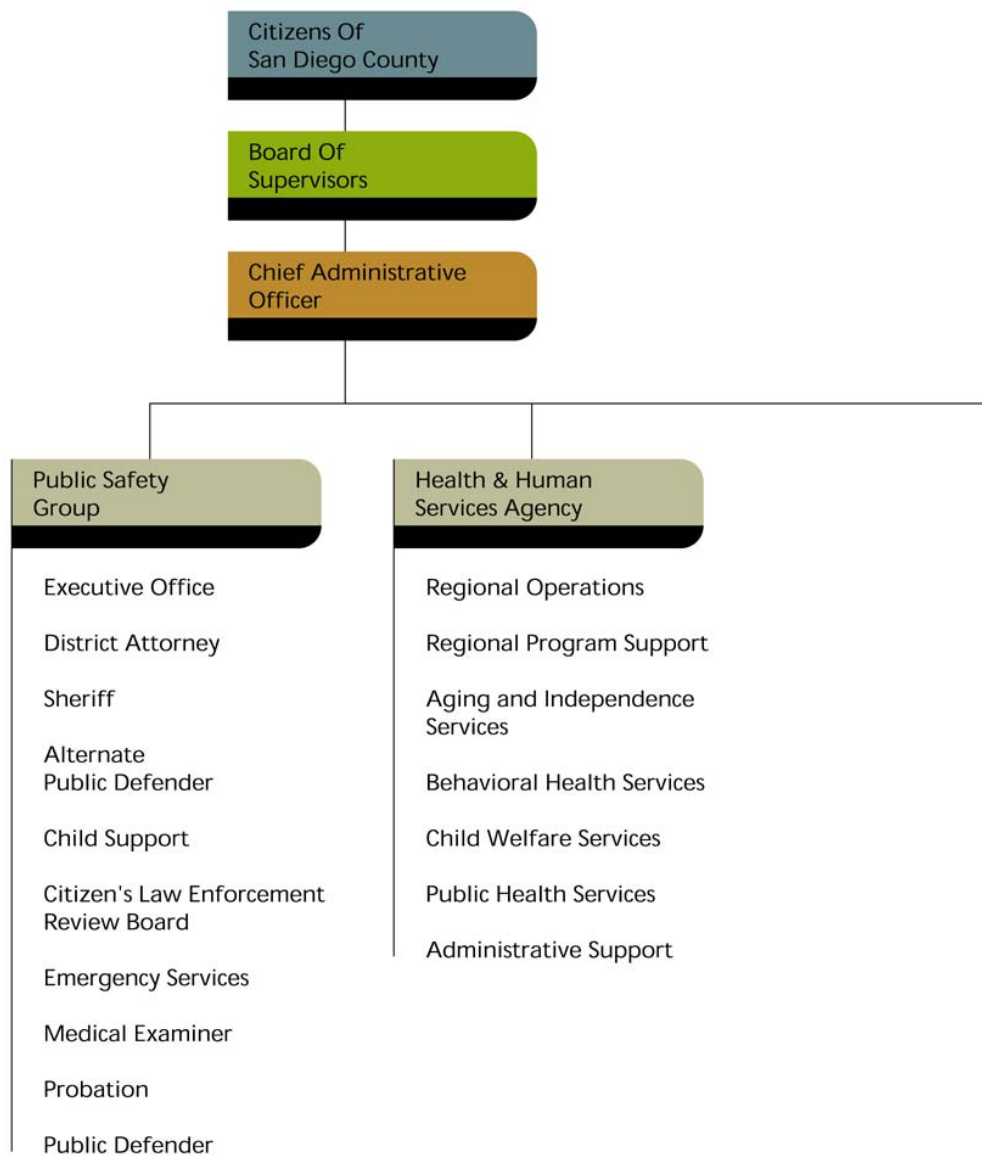 Citizens Of
San Diego County
Board Of
Supervisors
Chief Administrative
Officer
Public Safety
Group
Executive Office
District Attorney
Sheriff
Alternate
Public Defender
Child Support
Citizen's Law Enforcement
Review Board
Emergency Services
Medical Examiner
Probation
Public Defender
Health & Human
Services Agency
Regional Operations
Regional Program Support
Aging and Independence
Services
Behavioral Health Services
Child Welfare Services
Public Health Services
Administrative Support